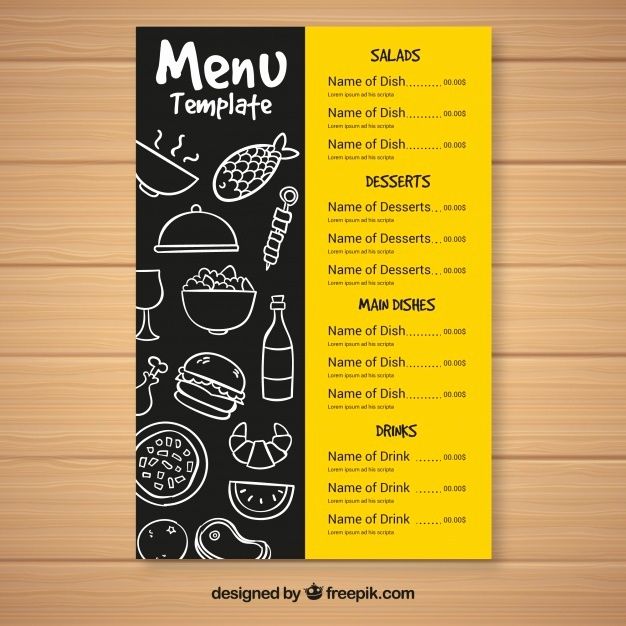 Menu
Template
SALADS
Name of Dish........ 00.00$
Lorem ipsum ad his scripta
Name of Dish........ 00.00$
Lorem ipsum ad his scripta
Name of Dish........ 00.00$
Lorem ipsum ad his scripta
DESSERTS
Name of Desserts... 00.00$
Lorem ipsum ad his scripta
Name of Desserts... 00.00$
Lorem ipsum ad his scripta
Name of Desserts... 00.00$
Lorem ipsum ad his scripta
MAIN DISHES
Name of Dish........ 00.00$
Lorem ipsum ad his scripta
Name of Dish........ 00.00$
Lorem ipsum ad his scripta
Name of Dish........ 00.00$
Lorem ipsum ad his scripta
DRINKS
Name of Drink ...... 00.00$
Lorem ipsum ad his scripta
Name of Drink ...... 00.00$
Lorem ipsum ad his scripta
Name of Drink ...... 00.00$
Lorem ipsum ad his scripta
designed by freepik.com